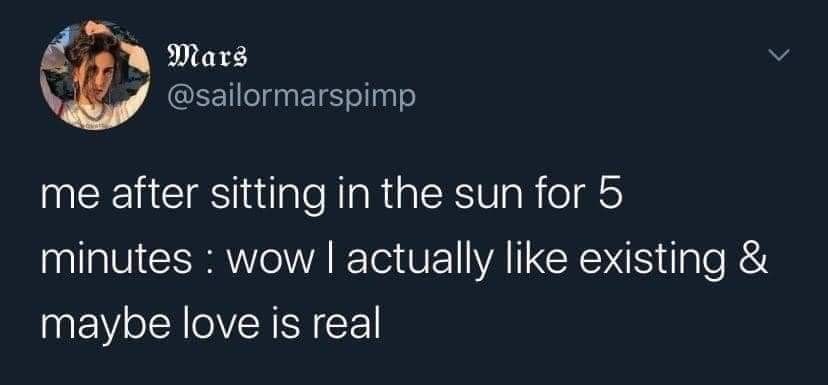 𝕸𝖆𝖗𝖘
@sailormarspimp
me after sitting in the sun for 5
minutes : wow I actually like existing &
maybe love is real